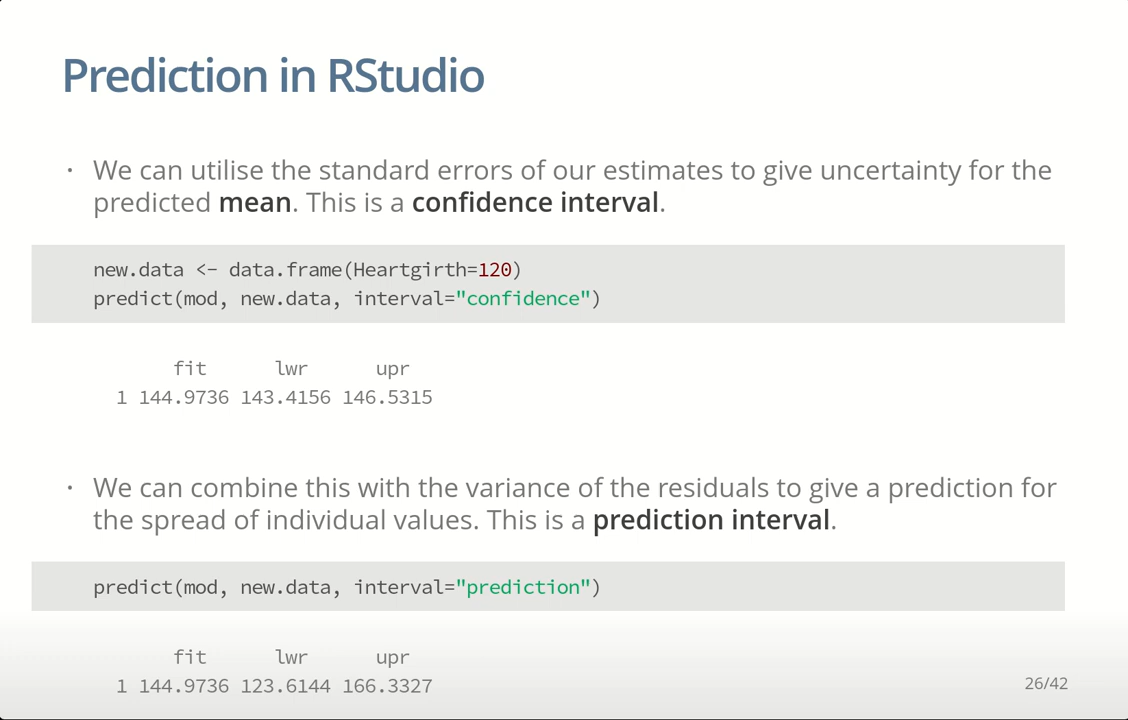 Prediction in RStudio
· We can utilise the standard errors of our estimates to give uncertainty for the
predicted mean. This is a confidence interval.
new.data <- data.frame(Heartgirth=120)
predict(mod, new.data, interval="confidence")
fit lwr upr
1 144.9736 143.4156 146.5315
· We can combine this with the variance of the residuals to give a prediction for
the spread of individual values. This is a prediction interval.
predict(mod, new.data, interval="prediction")
fit lwr upr
1 144.9736 123.6144 166.3327
26/42